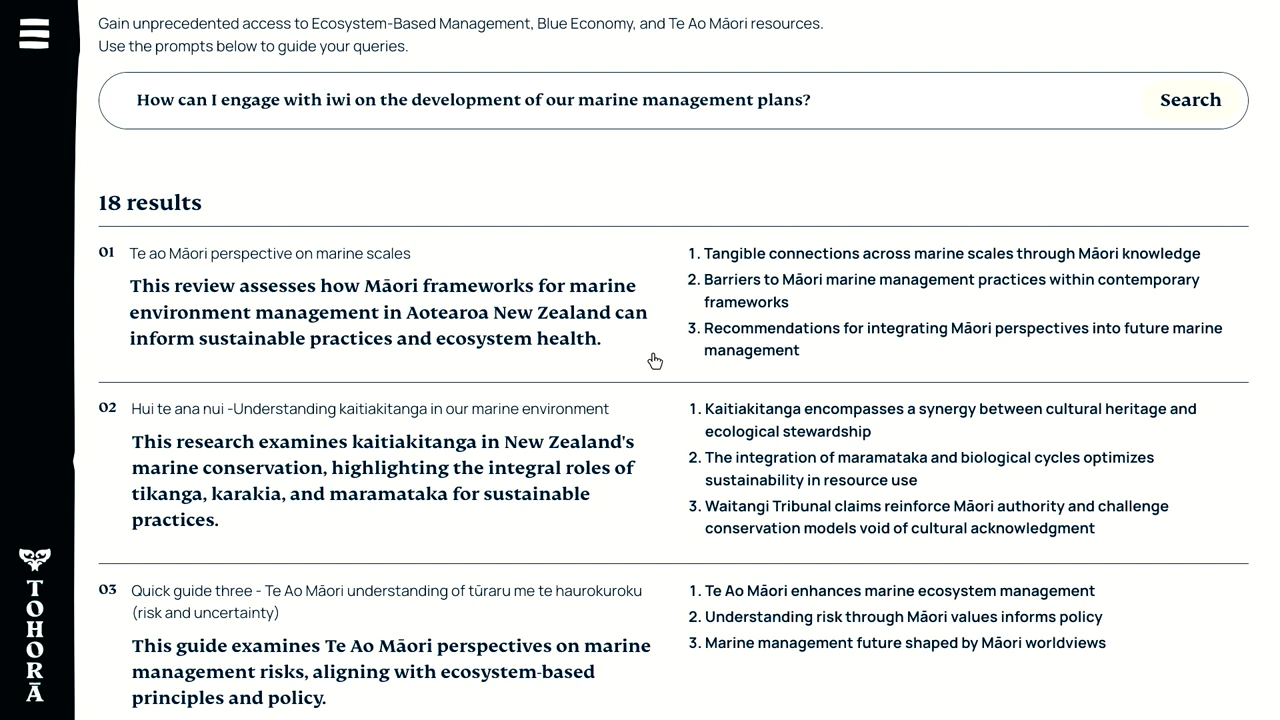 Gain unprecedented access to Ecosystem-Based Management, Blue Economy, and Te Ao Māori resources.
Use the prompts below to guide your queries.
How can I engage with iwi on the development of our marine management plans?
Search
18 results
01
Te ao Māori perspective on marine scales
This review assesses how Māori frameworks for marine
environment management in Aotearoa New Zealand can
inform sustainable practices and ecosystem health.
1. Tangible connections across marine scales through Māori knowledge
2. Barriers to Māori marine management practices within contemporary
frameworks
3. Recommendations for integrating Māori perspectives into future marine
management
02
Hui te ana nui -Understanding kaitiakitanga in our marine environment
This research examines kaitiakitanga in New Zealand's
marine conservation, highlighting the integral roles of
tikanga, karakia, and maramataka for sustainable
practices.
1. Kaitiakitanga encompasses a synergy between cultural heritage and
ecological stewardship
2. The integration of maramataka and biological cycles optimizes
sustainability in resource use
3. Waitangi Tribunal claims reinforce Māori authority and challenge
conservation models void of cultural acknowledgment
03
Quick guide three - Te Ao Māori understanding of tūraru me te haurokuroku
(risk and uncertainty)
This guide examines Te Ao Māori perspectives on marine
management risks, aligning with ecosystem-based
principles and policy.
1. Te Ao Māori enhances marine ecosystem management
2. Understanding risk through Māori values informs policy
3. Marine management future shaped by Māori worldviews
TOHORĀ